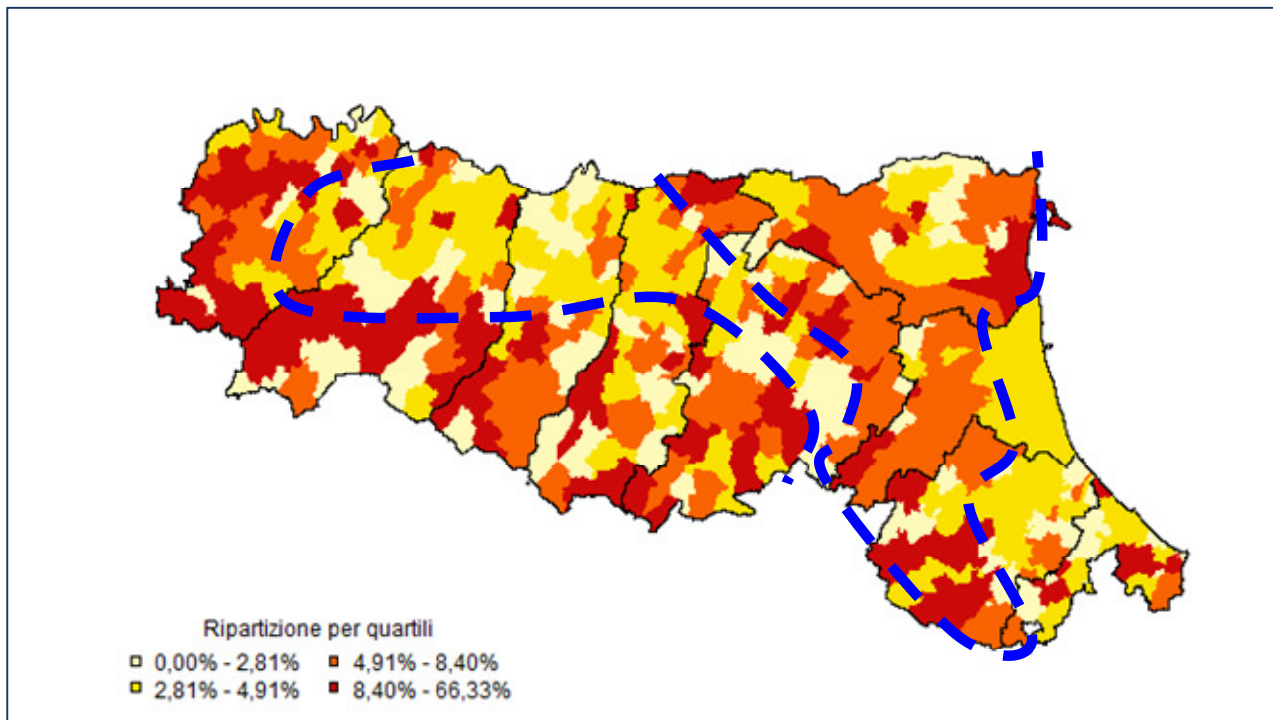 Ripartizione per quartili
0,00% - 2,81% 4,91% - 8,40%
2,81% - 4,91% 8,40% - 66,33%